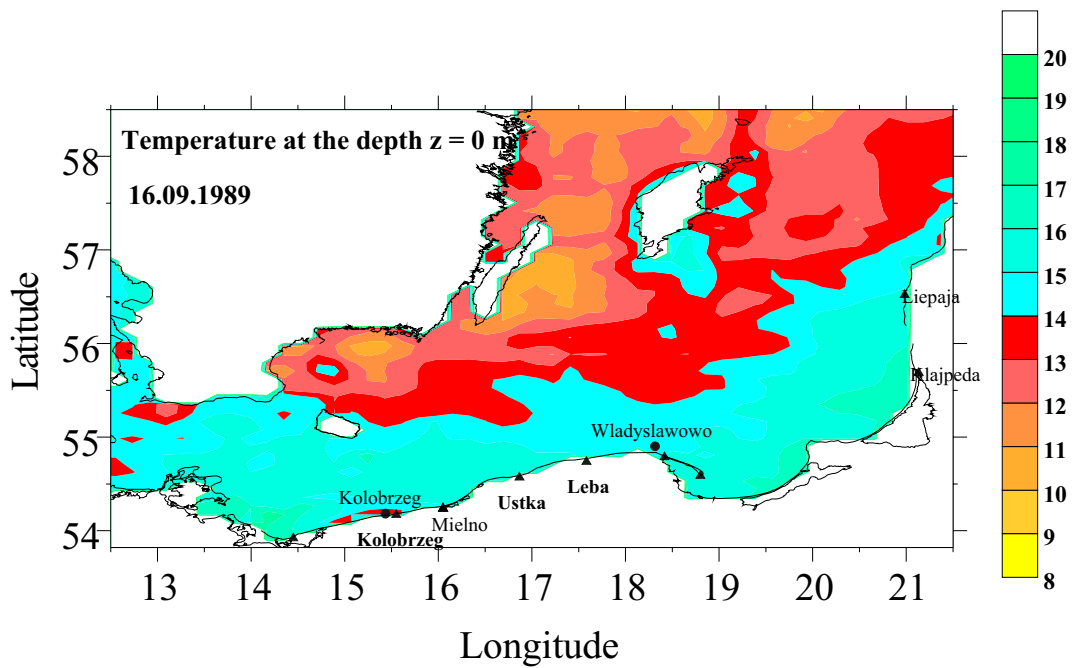 Temperature at the depth z = 0 m
16.09.1989
Latitude
58
57
56
55
54
Liepaja
Klajpeda
Wladyslawowo
Leba
Ustka
Kolobrzeg
Mielno
Kolobrzeg
13 14 15 16 17 18 19 20 21
Longitude
20
19
18
17
16
15
14
13
12
11
10
9
8